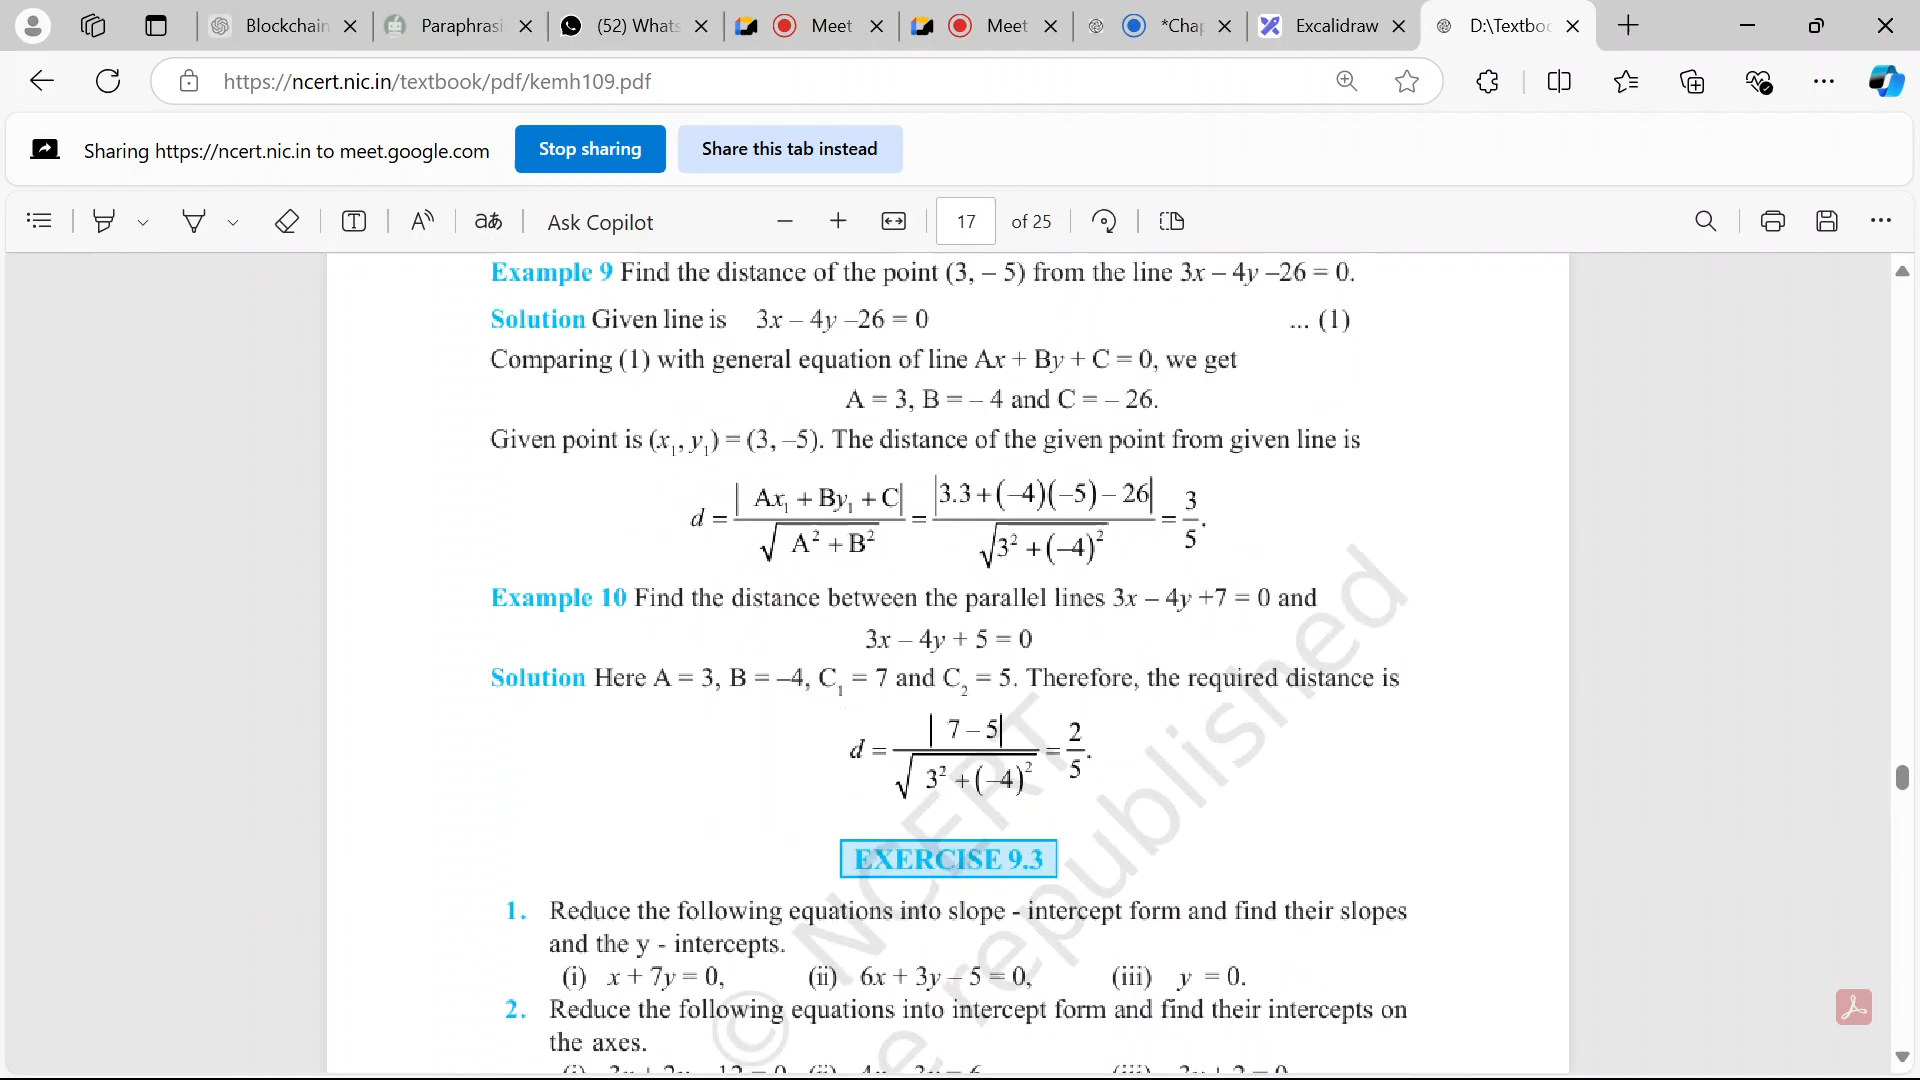 Blockchain
Paraphrasi
(52) Whats
Meet
Meet
*Chap
Excalidraw
D:\Textboo
https://ncert.nic.in/textbook/pdf/kemh109.pdf
Sharing https://ncert.nic.in to meet.google.com
Stop sharing
Share this tab instead
Ask Copilot
17 of 25
Example 9 Find the distance of the point (3, – 5) from the line 3x – 4y –26 = 0.
Solution Given line is 3x – 4y –26 = 0 ... (1)
Comparing (1) with general equation of line Ax + By + C = 0, we get
A = 3, B = – 4 and C = – 26.
Given point is (x₁, y₁) = (3, –5). The distance of the given point from given line is
d = | Ax₁ + By₁ + C| / √(A² + B²) = |3.3 + (–4)(–5) – 26| / √(3² + (–4)²) = 3/5.
Example 10 Find the distance between the parallel lines 3x – 4y +7 = 0 and
3x – 4y + 5 = 0
Solution Here A = 3, B = –4, C₁ = 7 and C₂ = 5. Therefore, the required distance is
d = | 7 – 5| / √(3² + (–4)²) = 2/5.
EXERCISE 9.3
1. Reduce the following equations into slope - intercept form and find their slopes
and the y - intercepts.
(i) x + 7y = 0, (ii) 6x + 3y – 5 = 0, (iii) y = 0.
2. Reduce the following equations into intercept form and find their intercepts on
the axes.
© NCERT
e republished